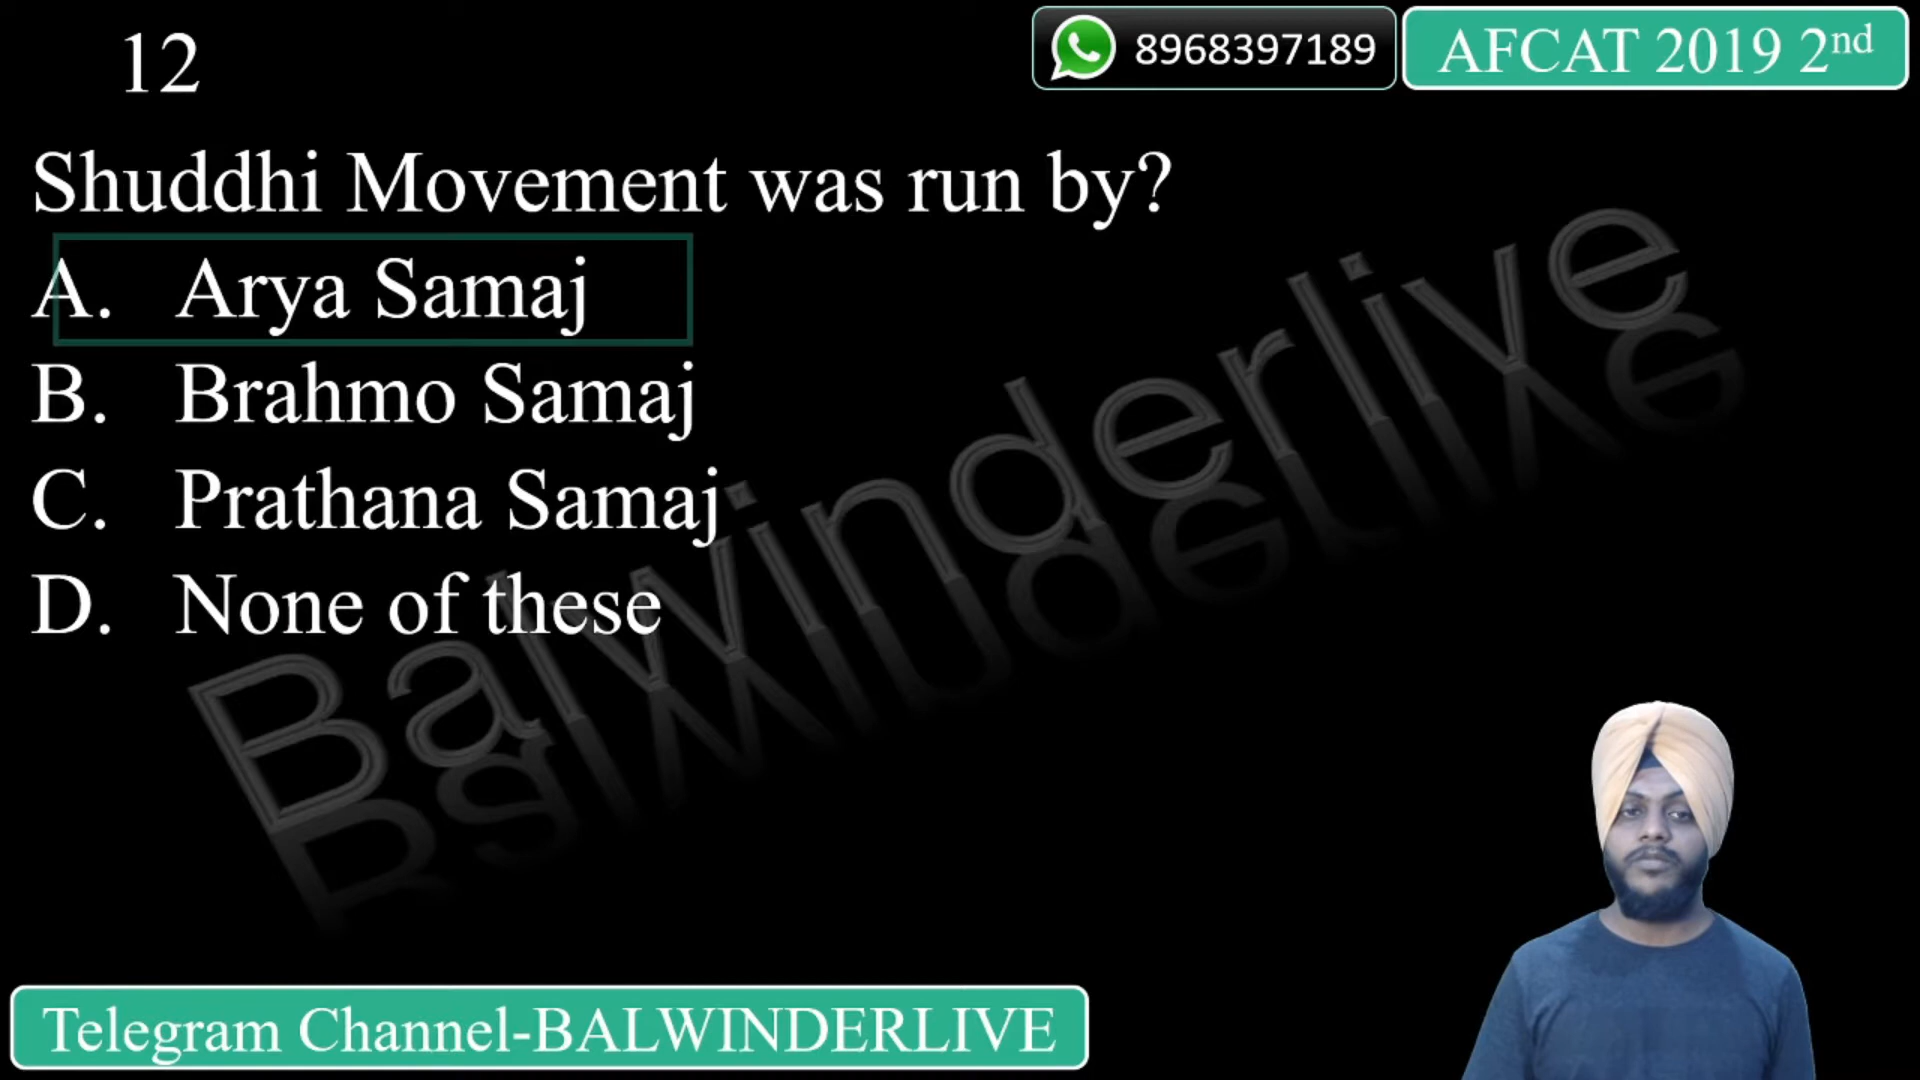 12
8968397189
AFCAT 2019 2nd
Shuddhi Movement was run by?
A. Arya Samaj
B. Brahmo Samaj
C. Prathana Samaj
D. None of these
Balwinderlive
Telegram Channel-BALWINDERLIVE